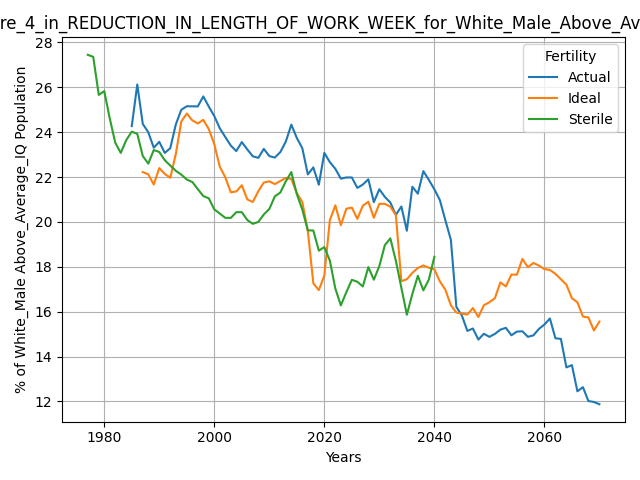 re_4_in_REDUCTION_IN_LENGTH_OF_WORK_WEEK_for_White_Male_Above_Av
28
26
24
22
20
18
16
14
12
% of White_Male Above_Average_IQ Population
Fertility
Actual
Ideal
Sterile
1980
2000
2020
2040
2060
Years